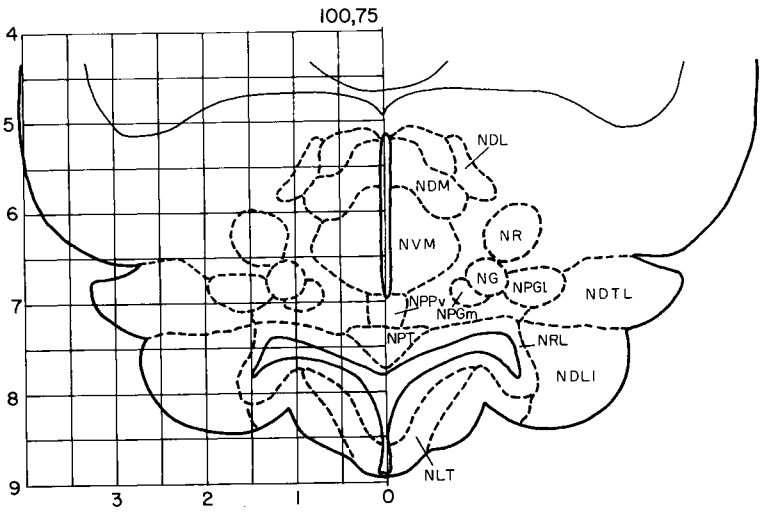 100,75
4
5
6
7
8
9
NDL
NDM
NR
NVM
NG
NPGl
NDTL
NPPv
NPGm
NPT
NRL
NDLI
NLT
3 2 1 0